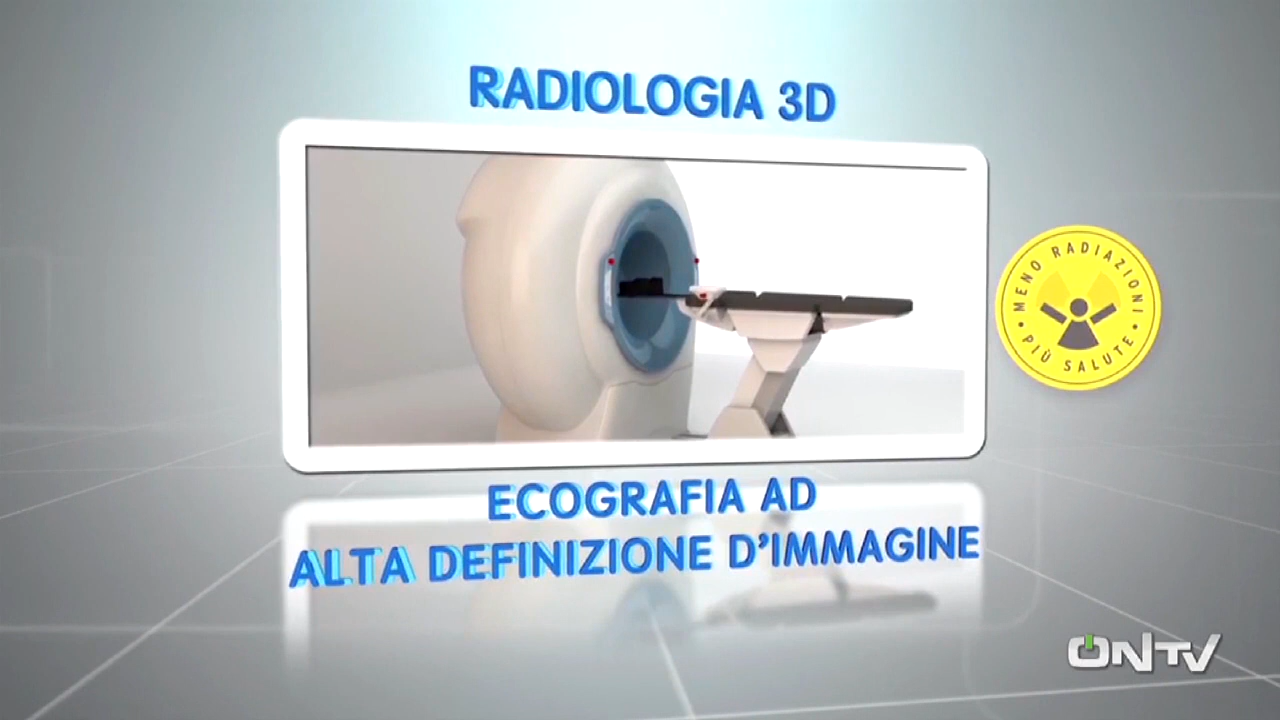 RADIOLOGIA 3D
MENO RADIAZIONI
• PIÙ SALUTE •
ECOGRAFIA AD
ALTA DEFINIZIONE D'IMMAGINE
ONTV